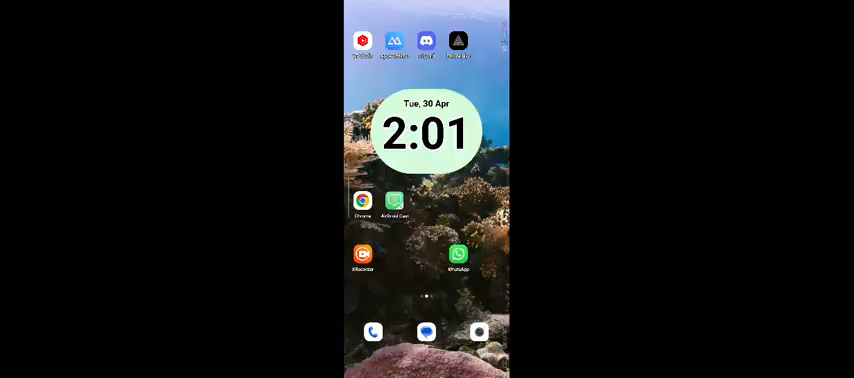 Tue, 30 Apr
2:01
Chrome
AirDroid Cast
XRecorder
WhatsApp